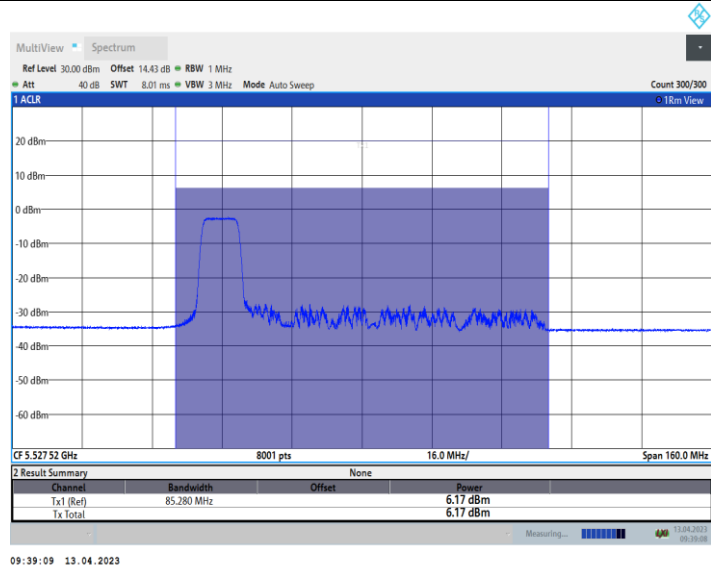 MultiView Spectrum
Ref Level 30.00 dBm Offset 14.43 dB RBW 1 MHz
Att 40 dB SWT 8.01 ms VBW 3 MHz Mode Auto Sweep Count 300/300
1 ACLR 1Rm View
20 dBm
10 dBm
0 dBm
-10 dBm
-20 dBm
-30 dBm
-40 dBm
-50 dBm
-60 dBm
CF 5.527 52 GHz 8001 pts 16.0 MHz/ Span 160.0 MHz
2 Result Summary None
Channel Bandwidth Offset Power
Tx1 (Ref) 85.280 MHz 6.17 dBm
Tx Total 6.17 dBm
Measuring... 13.04.2023
09:39:08
09:39:09 13.04.2023